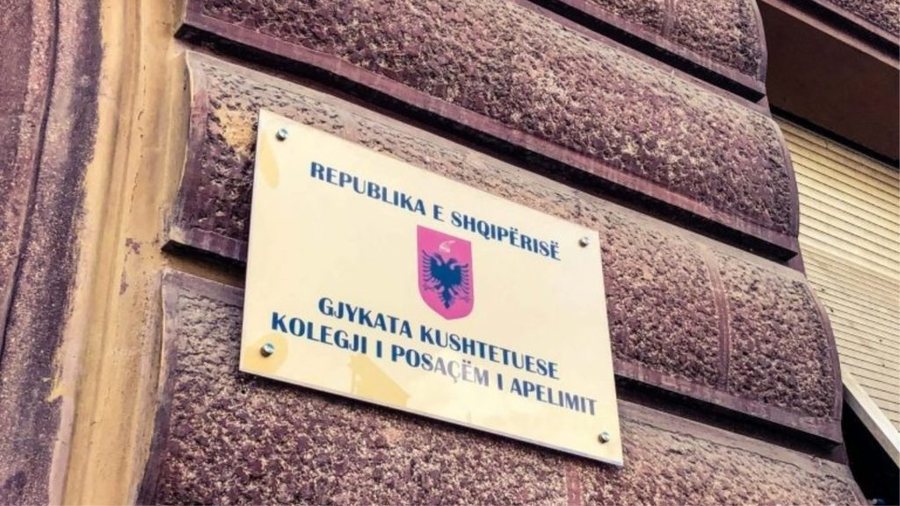 REPUBLIKA E SHQIPËRISË
GJYKATA KUSHTETUESE
KOLEGJI I POSAÇËM I APELIMIT